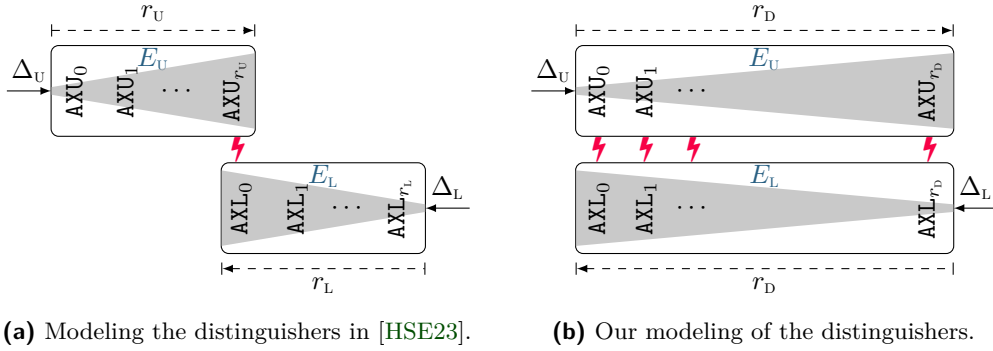 r_U
r_D
E_U
E_U
Δ_U
AXU_0
AXU_1
...
AXU_{r_U}
Δ_U
AXU_0
AXU_1
...
AXU_{r_D}
E_L
E_L
AXL_0
AXL_1
...
AXL_{r_L}
Δ_L
AXL_0
AXL_1
...
AXL_{r_D}
Δ_L
r_L
r_D
(a) Modeling the distinguishers in [HSE23].
(b) Our modeling of the distinguishers.